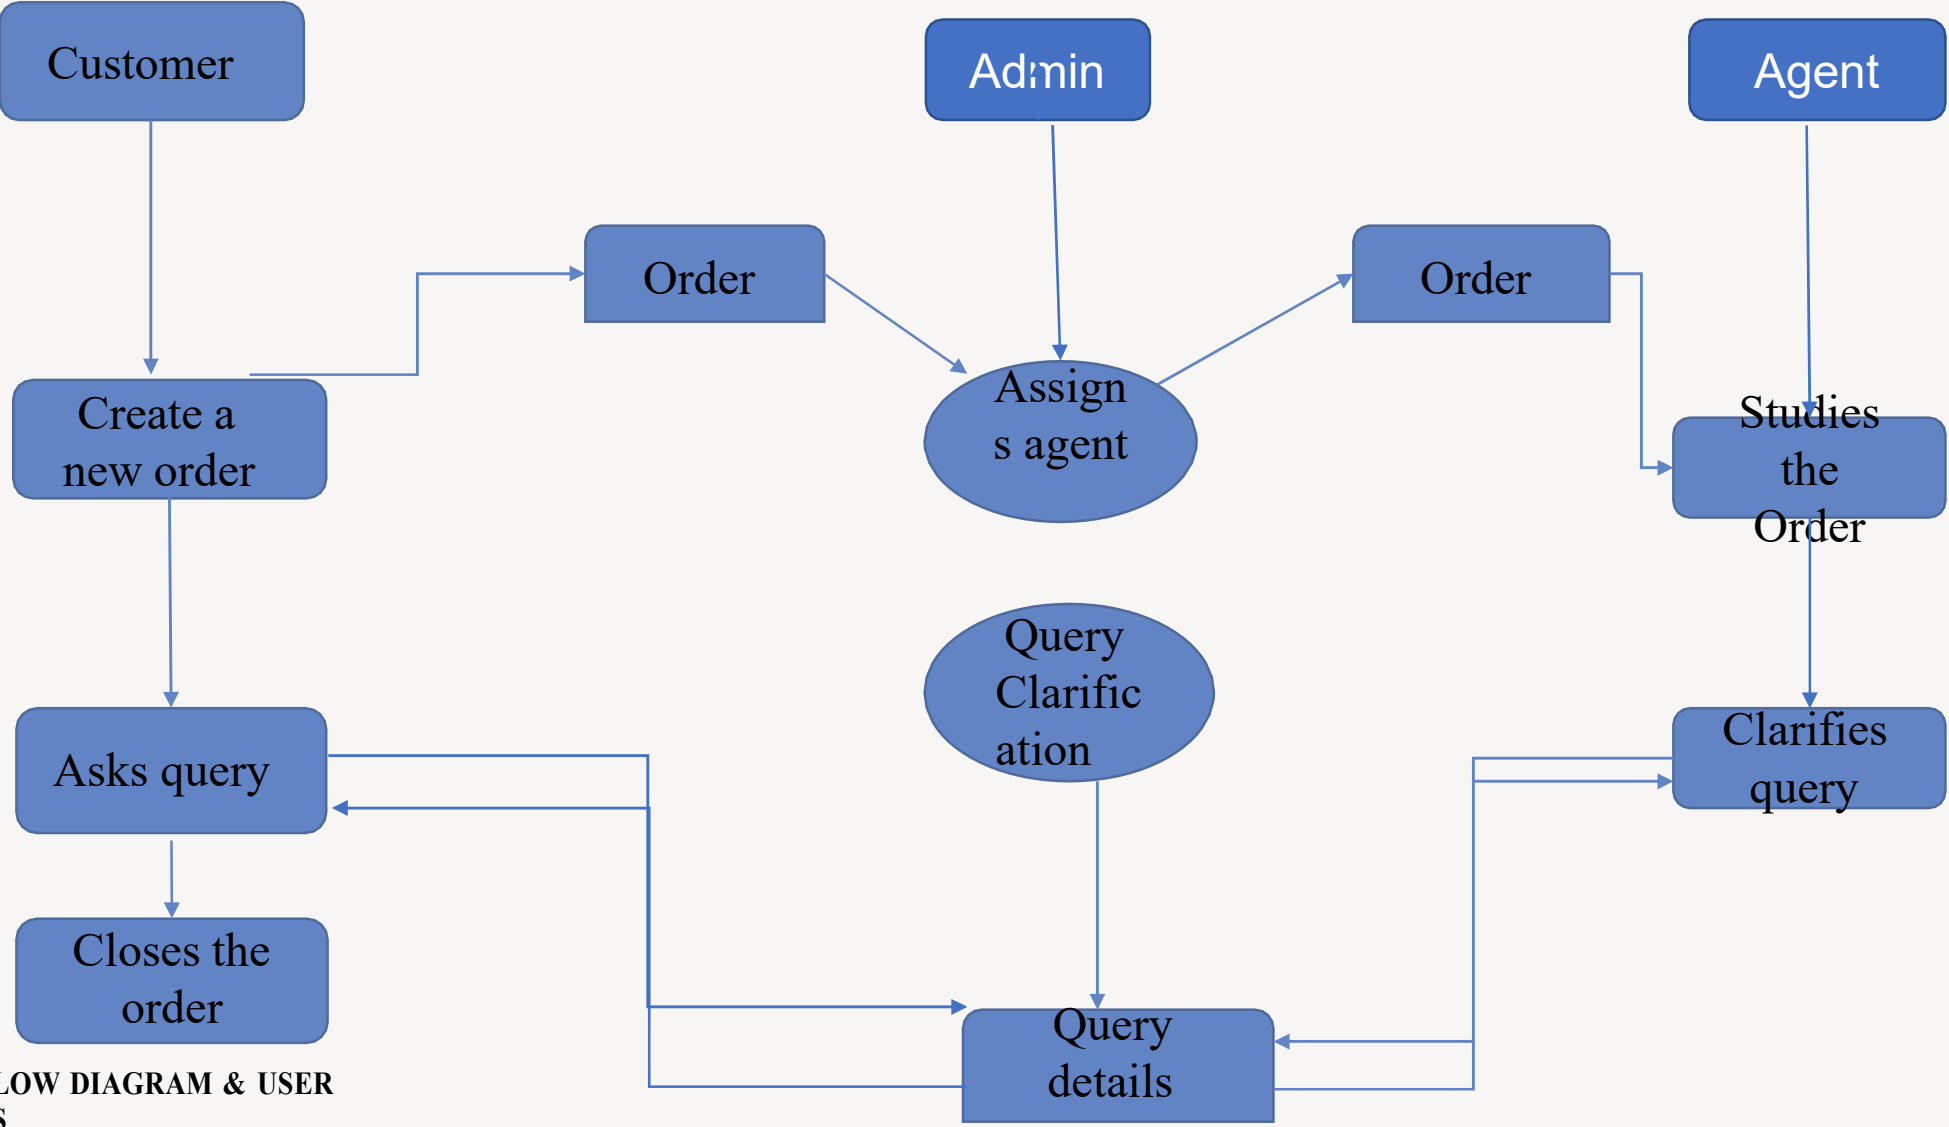 Customer
Admin
Agent
Order
Order
Create a
new order
Assign
s agent
Studies
the
Order
Query
Clarific
ation
Asks query
Clarifies
query
Closes the
order
Query
details
LOW DIAGRAM & USER
S